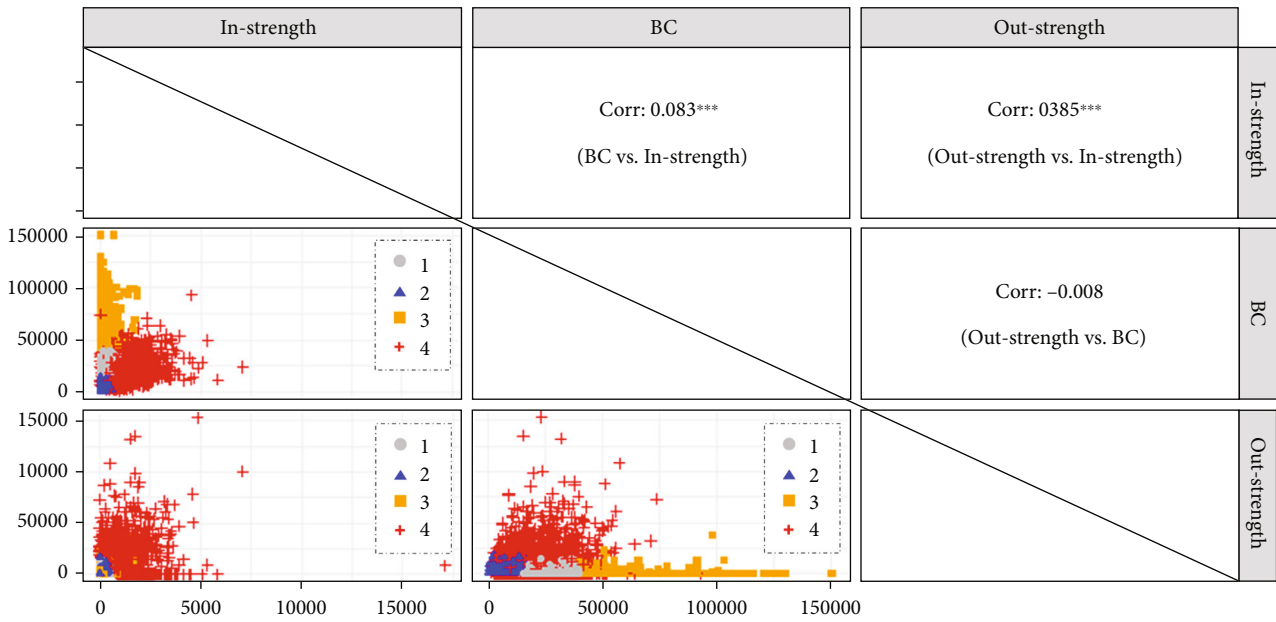 In-strength BC Out-strength
Corr: 0.083*** Corr: 0385***
(BC vs. In-strength) (Out-strength vs. In-strength)
In-strength
150000
100000
50000
0
1
2
3
4
Corr: –0.008
(Out-strength vs. BC)
BC
15000
10000
50000
0
1
2
3
4
1
2
3
4
Out-strength
0 5000 10000 15000 0 50000 100000 150000